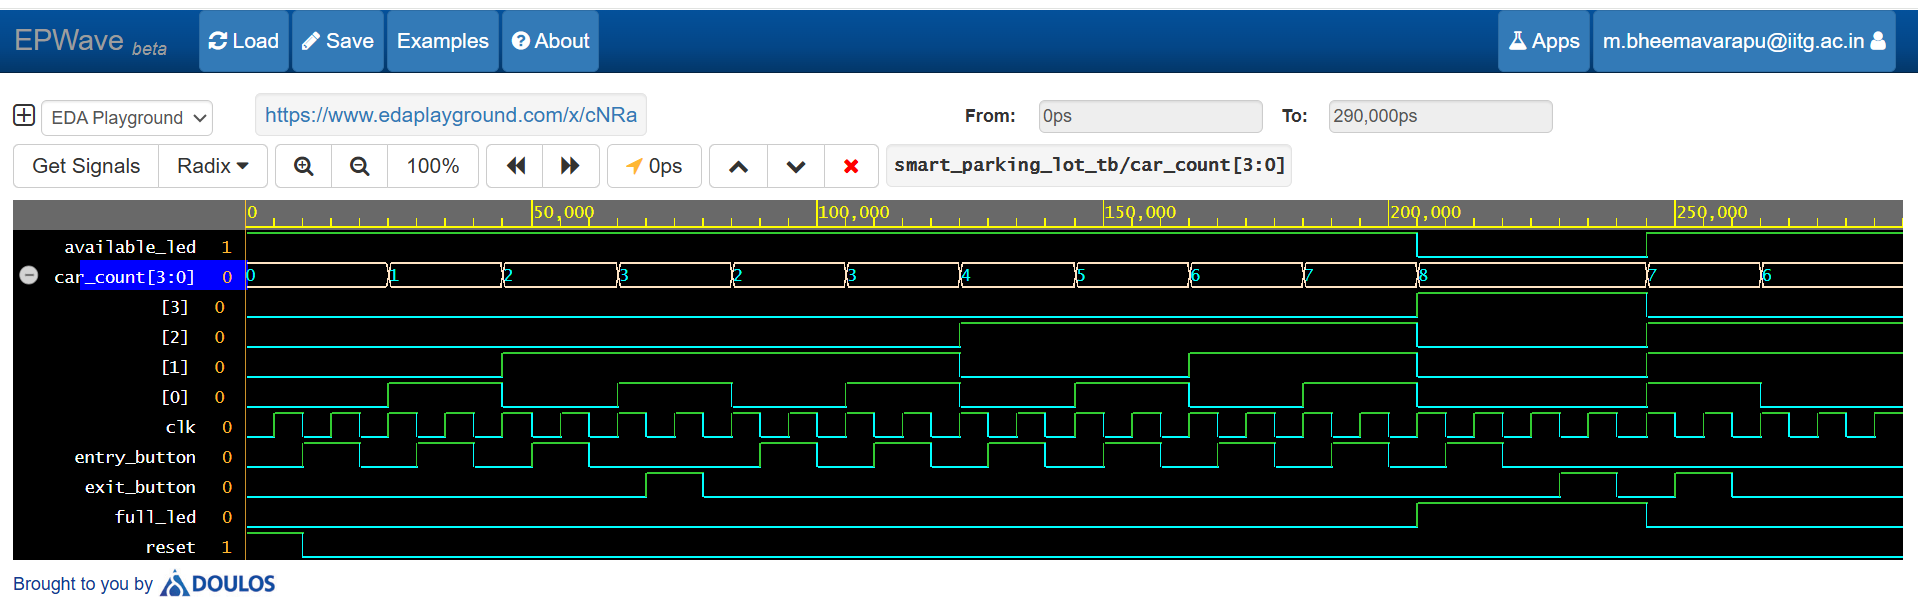 EPWave beta Load Save Examples About Apps m.bheemavarapu@iitg.ac.in
EDA Playground https://www.edaplayground.com/x/cNRa From: 0ps To: 290,000ps
Get Signals Radix 100% 0ps smart_parking_lot_tb/car_count[3:0]
0 50,000 100,000 150,000 200,000 250,000
available_led 1
car_count[3:0] 0 0 1 2 3 2 3 4 5 6 7 8 7 6
[3] 0
[2] 0
[1] 0
[0] 0
clk 0
entry_button 0
exit_button 0
full_led 0
reset 1
Brought to you by DOULOS